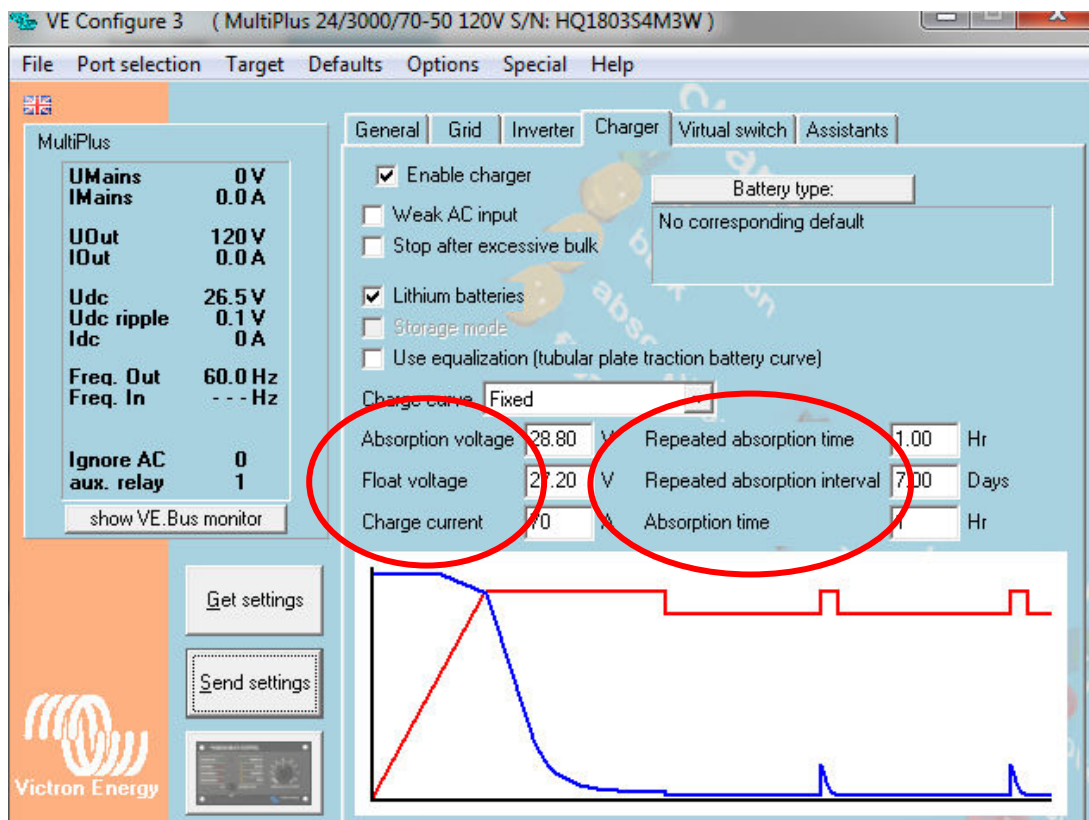 VE Configure 3 ( MultiPlus 24/3000/70-50 120V S/N: HQ1803S4M3W )
File Port selection Target Defaults Options Special Help
MultiPlus
UMains 0 V
IMains 0.0 A
UOut 120 V
IOut 0.0 A
Udc 26.5 V
Udc ripple 0.1 V
Idc 0 A
Freq. Out 60.0 Hz
Freq. In - - - Hz
Ignore AC 0
aux. relay 1
show VE.Bus monitor
Get settings
Send settings
Victron Energy
General Grid Inverter Charger Virtual switch Assistants
Enable charger
Battery type:
Weak AC input
No corresponding default
Stop after excessive bulk
Lithium batteries
Storage mode
Use equalization (tubular plate traction battery curve)
Charge curve Fixed
Absorption voltage 28.80 V Repeated absorption time 1.00 Hr
Float voltage 27.20 V Repeated absorption interval 7.00 Days
Charge current 70 A Absorption time 1 Hr